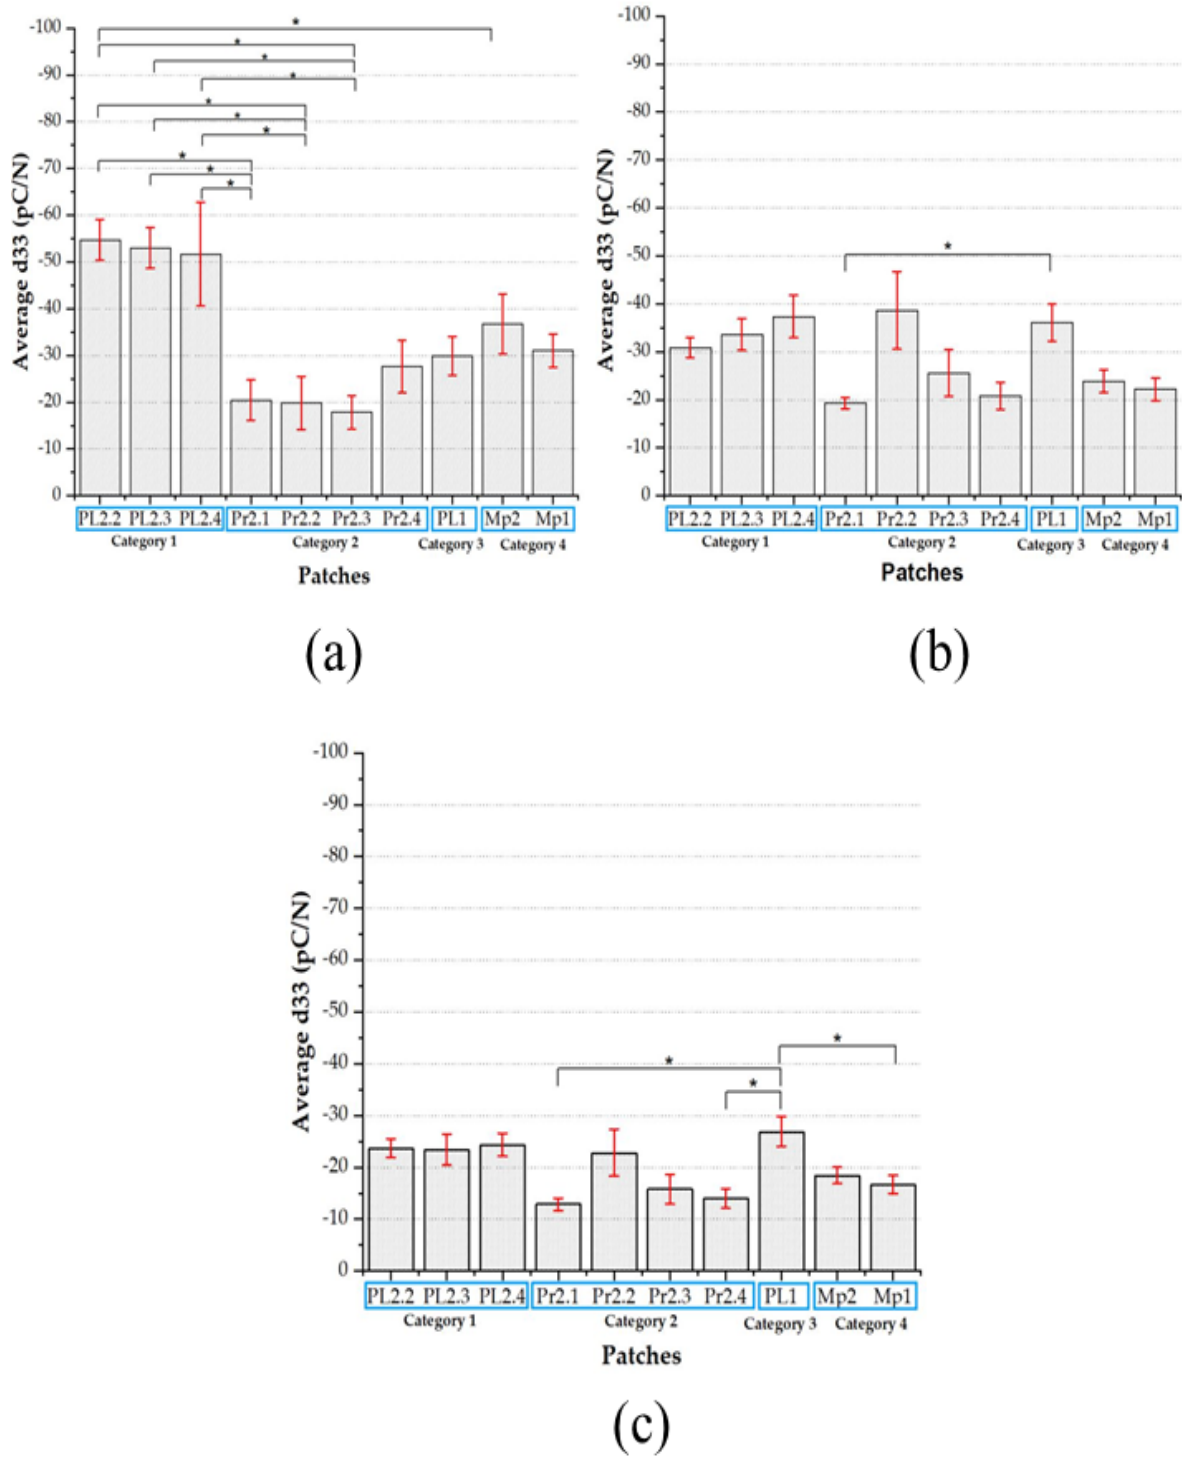 -100
-90
-80
-70
-60
-50
-40
-30
-20
-10
0
Average d33 (pC/N)
* * * * * * * * * *
PL2.2 PL2.3 PL2.4 Pr2.1 Pr2.2 Pr2.3 Pr2.4 PL1 Mp2 Mp1
Category 1 Category 2 Category 3 Category 4
Patches
(a)
-100
-90
-80
-70
-60
-50
-40
-30
-20
-10
0
Average d33 (pC/N)
*
PL2.2 PL2.3 PL2.4 Pr2.1 Pr2.2 Pr2.3 Pr2.4 PL1 Mp2 Mp1
Category 1 Category 2 Category 3 Category 4
Patches
(b)
-100
-90
-80
-70
-60
-50
-40
-30
-20
-10
0
Average d33 (pC/N)
* * *
PL2.2 PL2.3 PL2.4 Pr2.1 Pr2.2 Pr2.3 Pr2.4 PL1 Mp2 Mp1
Category 1 Category 2 Category 3 Category 4
Patches
(c)